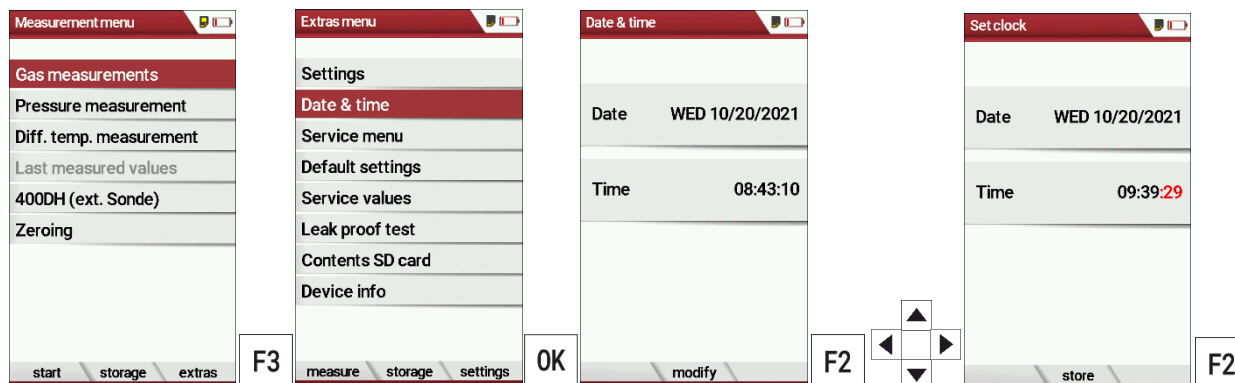 Measurement menu
Gas measurements
Pressure measurement
Diff. temp. measurement
Last measured values
400DH (ext. Sonde)
Zeroing
start storage extras
F3
Extras menu
Settings
Date & time
Service menu
Default settings
Service values
Leak proof test
Contents SD card
Device info
measure storage settings
OK
Date & time
Date WED 10/20/2021
Time 08:43:10
modify
F2
Set clock
Date WED 10/20/2021
Time 09:39:29
store
F2